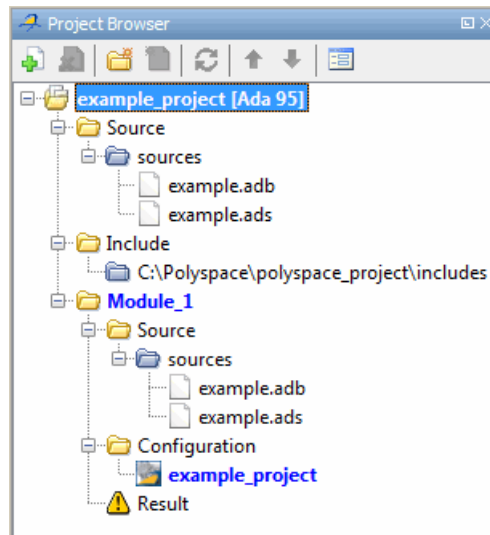 Project Browser
example_project [Ada 95]
Source
sources
example.adb
example.ads
Include
C:\Polyspace\polyspace_project\includes
Module_1
Source
sources
example.adb
example.ads
Configuration
example_project
Result